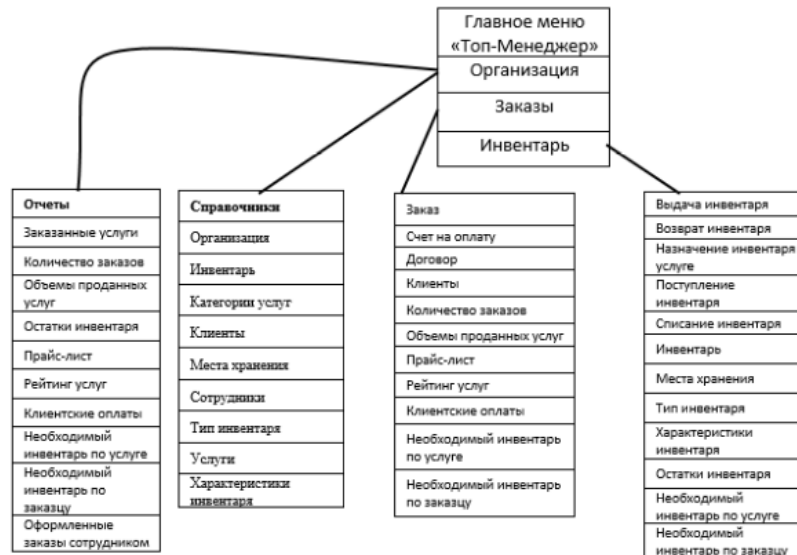 Главное меню
«Топ-Менеджер»
Организация
Заказы
Инвентарь
Отчеты
Заказанные услуги
Количество заказов
Объемы проданных
услуг
Остатки инвентаря
Прайс-лист
Рейтинг услуг
Клиентские оплаты
Необходимый
инвентарь по услуге
Необходимый
инвентарь по
заказцу
Оформленные
заказы сотрудником
Справочники
Организация
Инвентарь
Категории услуг
Клиенты
Места хранения
Сотрудники
Тип инвентаря
Услуги
Характеристики
инвентаря
Заказ
Счет на оплату
Договор
Клиенты
Количество заказов
Объемы проданных услуг
Прайс-лист
Рейтинг услуг
Клиентские оплаты
Необходимый инвентарь
по услуге
Необходимый инвентарь
по заказцу
Выдача инвентаря
Возврат инвентаря
Назначение инвентаря
услуге
Поступление
инвентаря
Списание инвентаря
Инвентарь
Места хранения
Тип инвентаря
Характеристики
инвентаря
Остатки инвентаря
Необходимый
инвентарь по услуге
Необходимый
инвентарь по заказцу